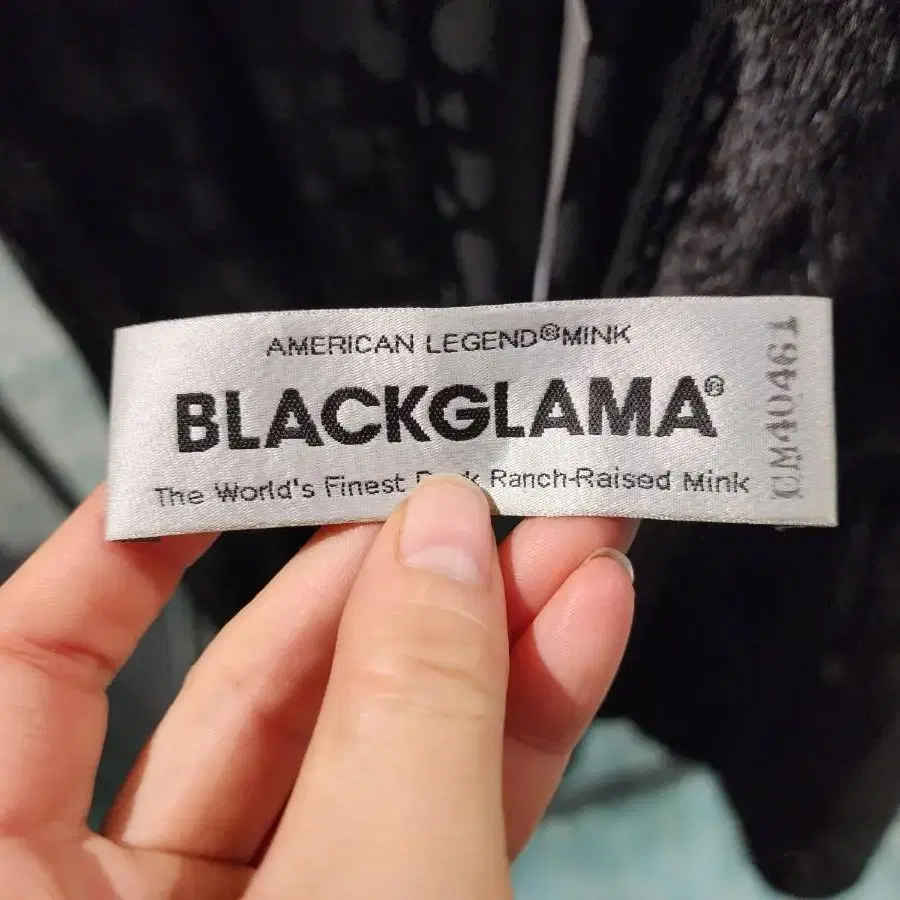 AMERICAN LEGEND®MINK
BLACKGLAMA®
The World's Finest Ranch-Raised Mink
CM40461